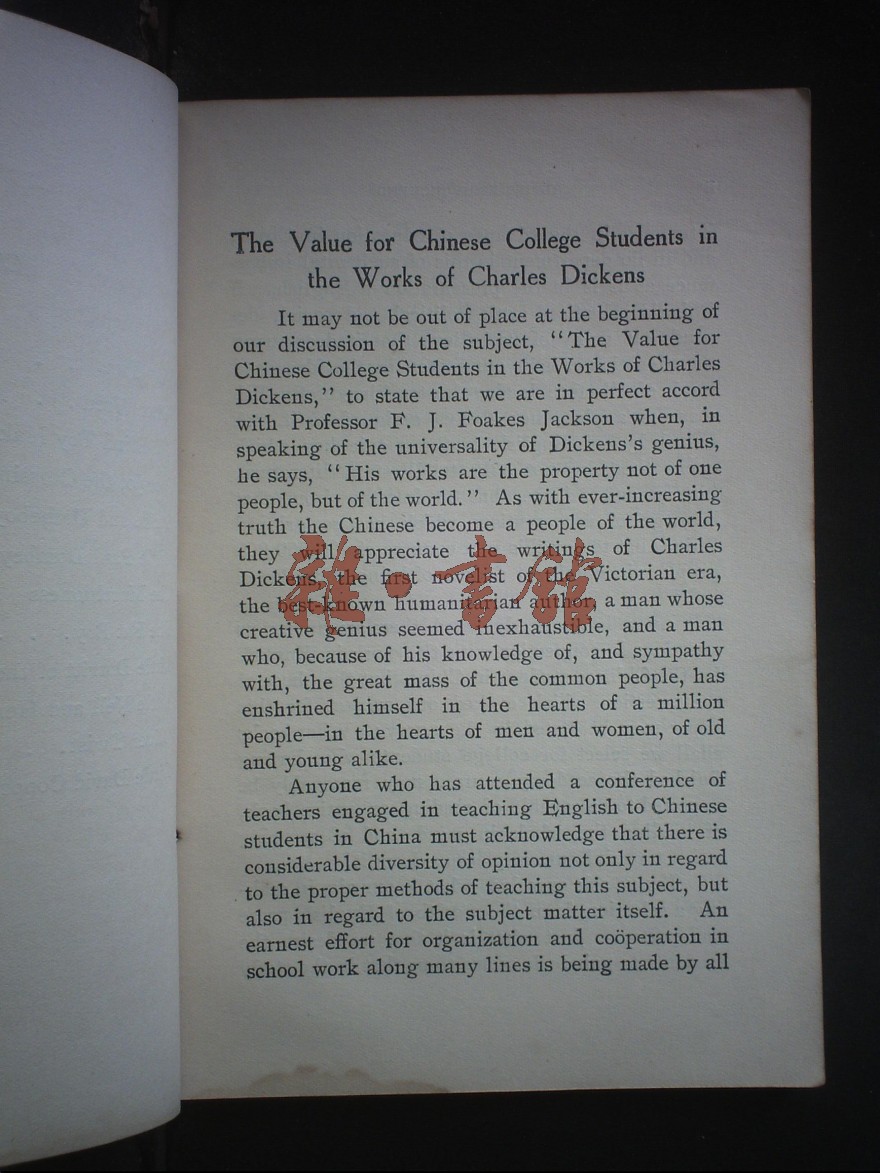 The Value for Chinese College Students in
the Works of Charles Dickens
It may not be out of place at the beginning of
our discussion of the subject, "The Value for
Chinese College Students in the Works of Charles
Dickens," to state that we are in perfect accord
with Professor F. J. Foakes Jackson when, in
speaking of the universality of Dickens's genius,
he says, "His works are the property not of one
people, but of the world." As with ever-increasing
truth the Chinese become a people of the world,
they will appreciate the writings of Charles
Dickens, the first novelist of the Victorian era,
the best-known humanitarian author, a man whose
creative genius seemed inexhaustible, and a man
who, because of his knowledge of, and sympathy
with, the great mass of the common people, has
enshrined himself in the hearts of a million
people—in the hearts of men and women, of old
and young alike.
Anyone who has attended a conference of
teachers engaged in teaching English to Chinese
students in China must acknowledge that there is
considerable diversity of opinion not only in regard
to the proper methods of teaching this subject, but
also in regard to the subject matter itself. An
earnest effort for organization and coöperation in
school work along many lines is being made by all
雜·書館